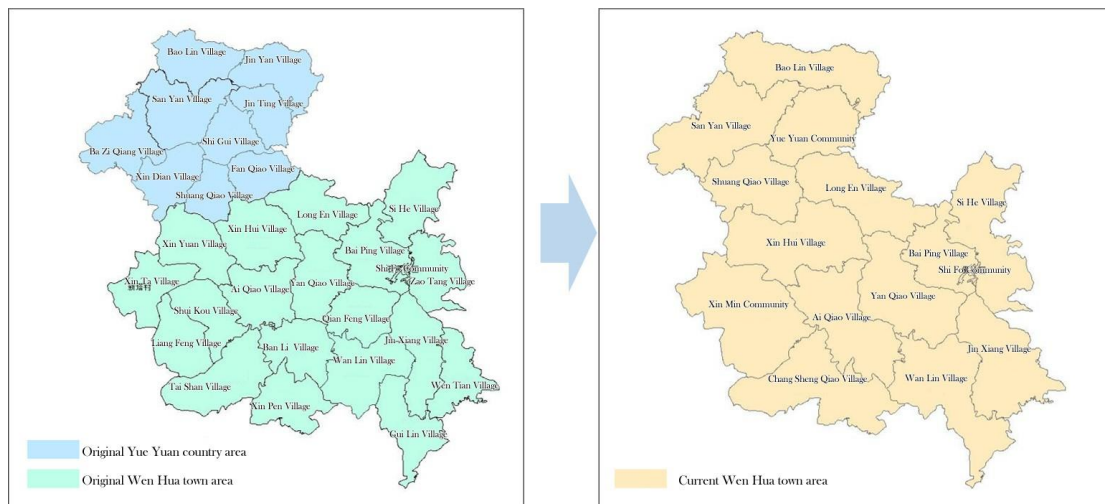 Bao Lin Village
Jin Yan Village
San Yan Village
Jin Ting Village
Shi Gui Village
Ba Zi Qiang Village
Fan Qiao Village
Xin Dian Village
Shuang Qiao Village
Si He Village
Long En Village
Xin Hui Village
Xin Yuan Village
Bai Ping Village
Shi Fo Community
Xin Ta Village
Yan Qiao Village
Zao Tang Village
Ai Qiao Village
Shui Kou Village
Qian Feng Village
Liang Feng Village
Ban Li Village
Jin Xiang Village
Wan Lin Village
Tai Shan Village
Wen Tian Village
Xin Pen Village
Gui Lin Village
Original Yue Yuan country area
Original Wen Hua town area
Bao Lin Village
San Yan Village
Yue Yuan Community
Shuang Qiao Village
Long En Village
Si He Village
Xin Hui Village
Bai Ping Village
Shi Fo Community
Yan Qiao Village
Xin Min Community
Ai Qiao Village
Jin Xiang Village
Chang Sheng Qiao Village
Wan Lin Village
Current Wen Hua town area